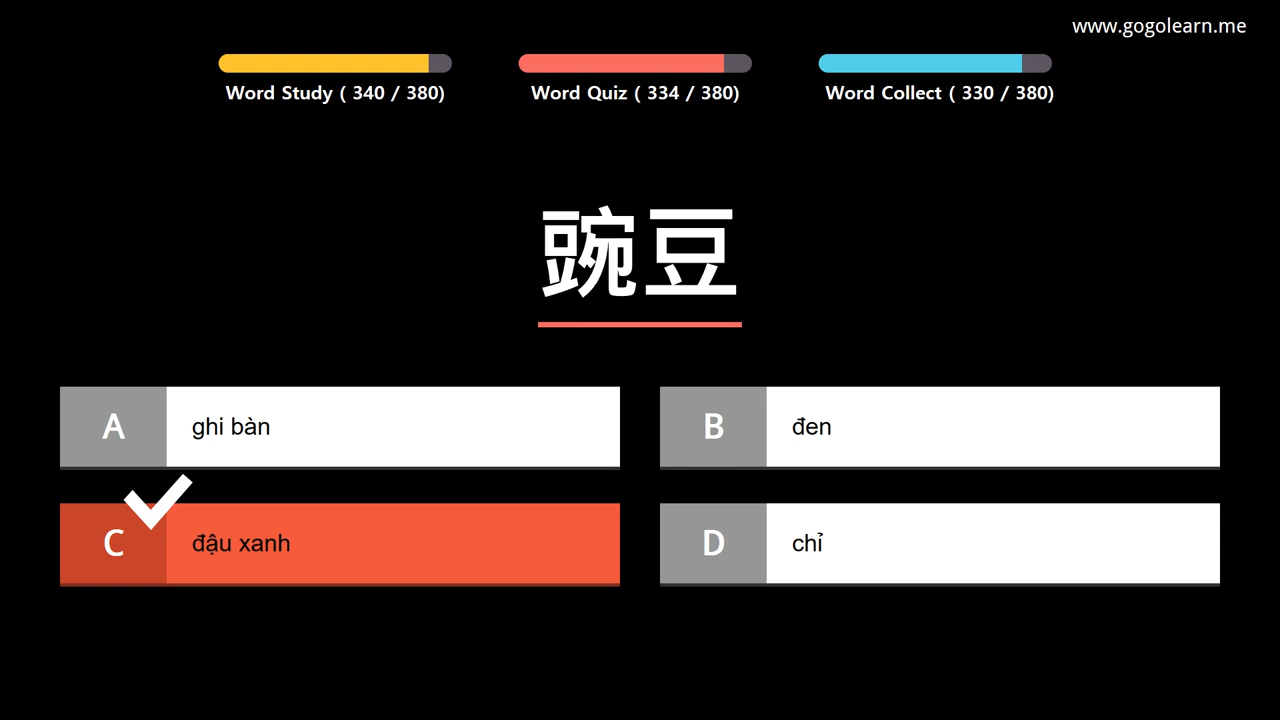 www.gogolearn.me
Word Study ( 340 / 380)
Word Quiz ( 334 / 380)
Word Collect ( 330 / 380)
豌豆
A ghi bàn
B đen
C đậu xanh
D chỉ